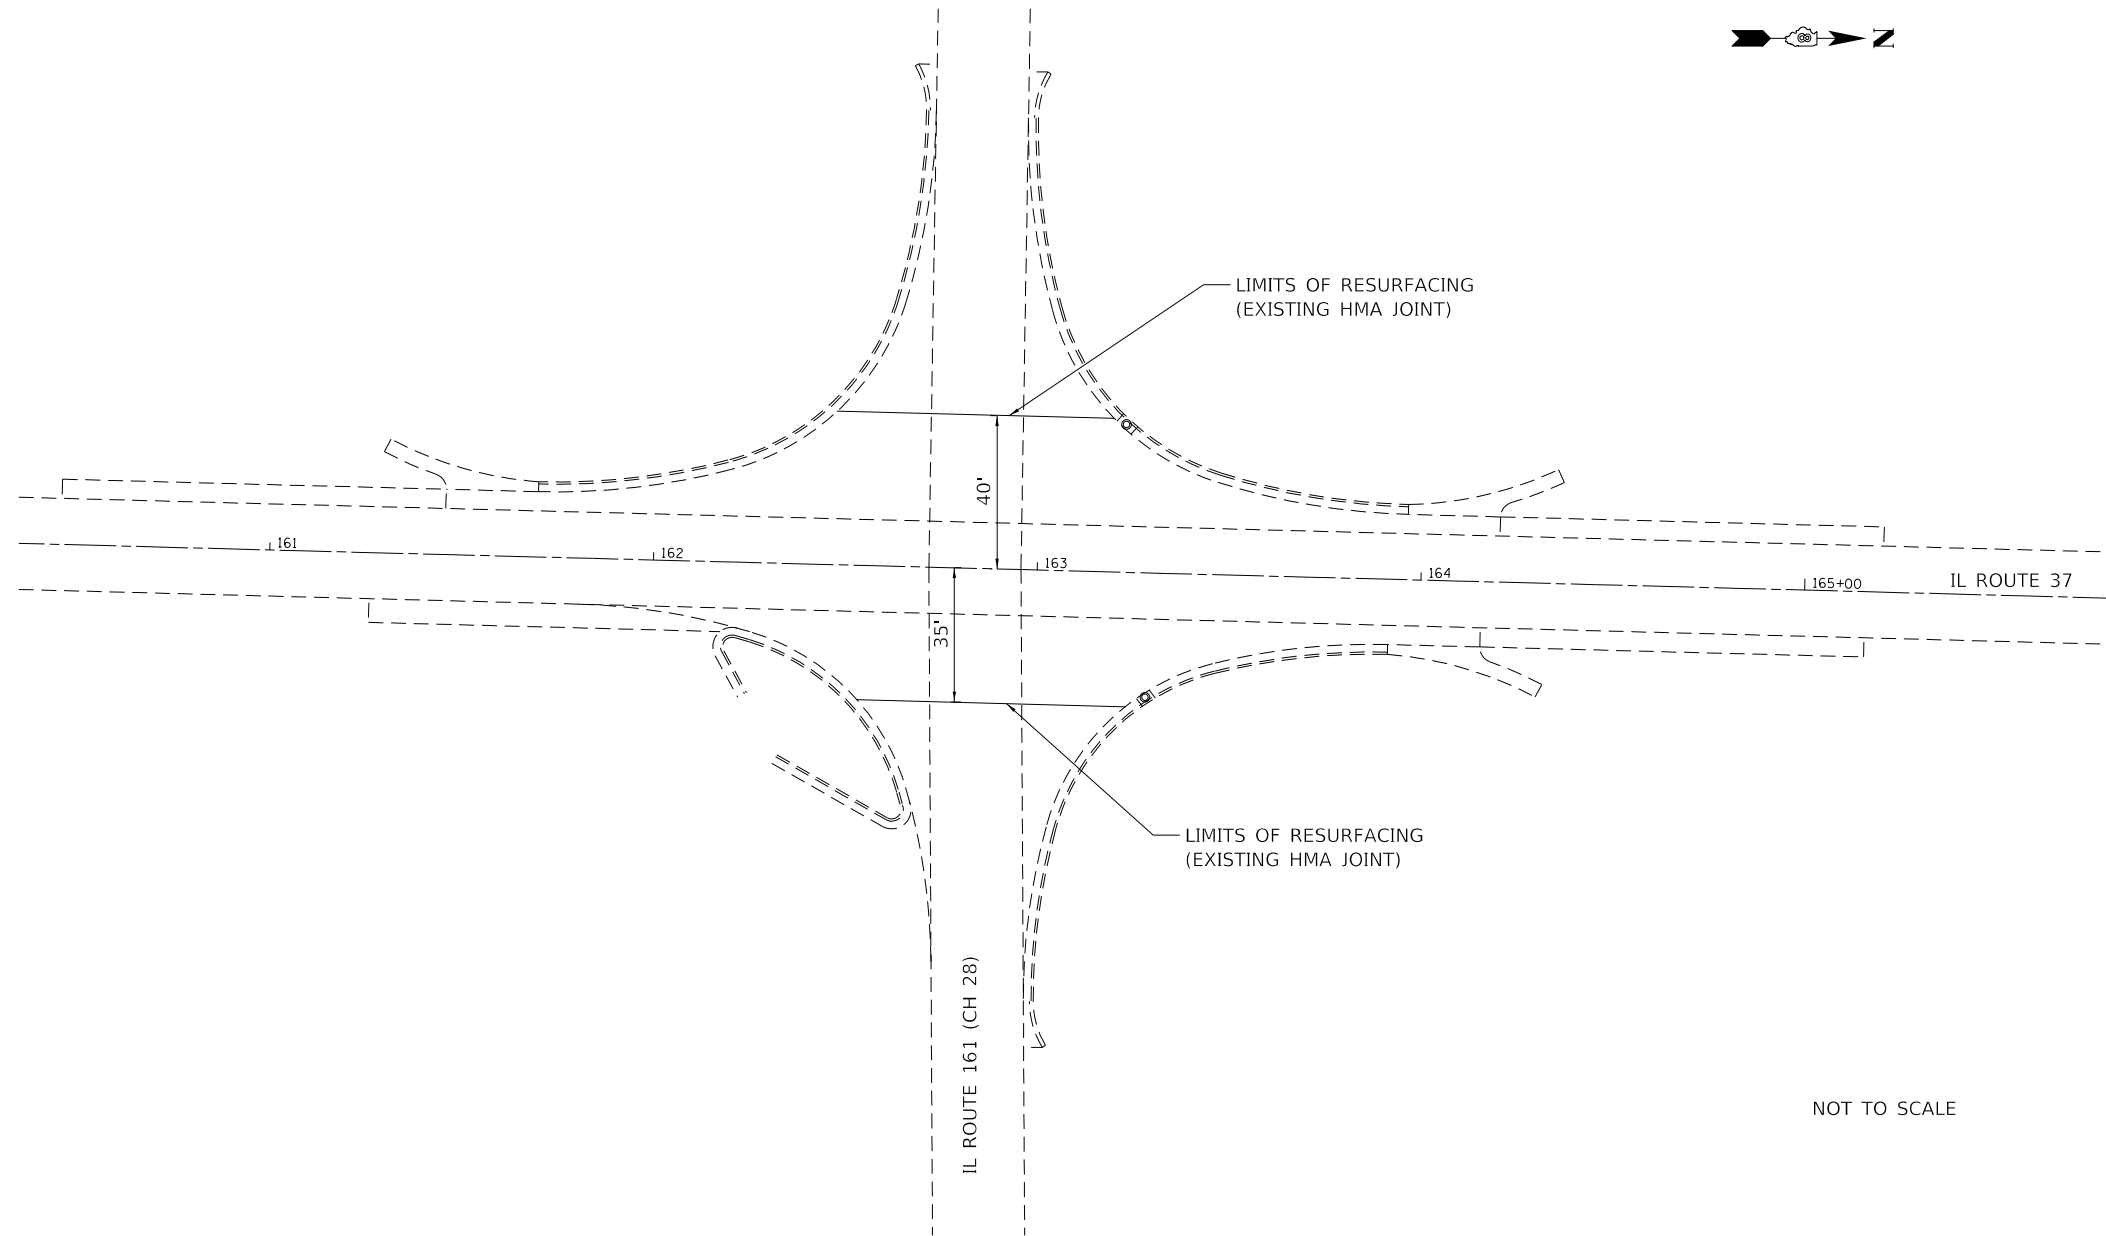 N
LIMITS OF RESURFACING
(EXISTING HMA JOINT)
40'
161
162
163
164
165+00
IL ROUTE 37
35'
LIMITS OF RESURFACING
(EXISTING HMA JOINT)
IL ROUTE 161 (CH 28)
NOT TO SCALE